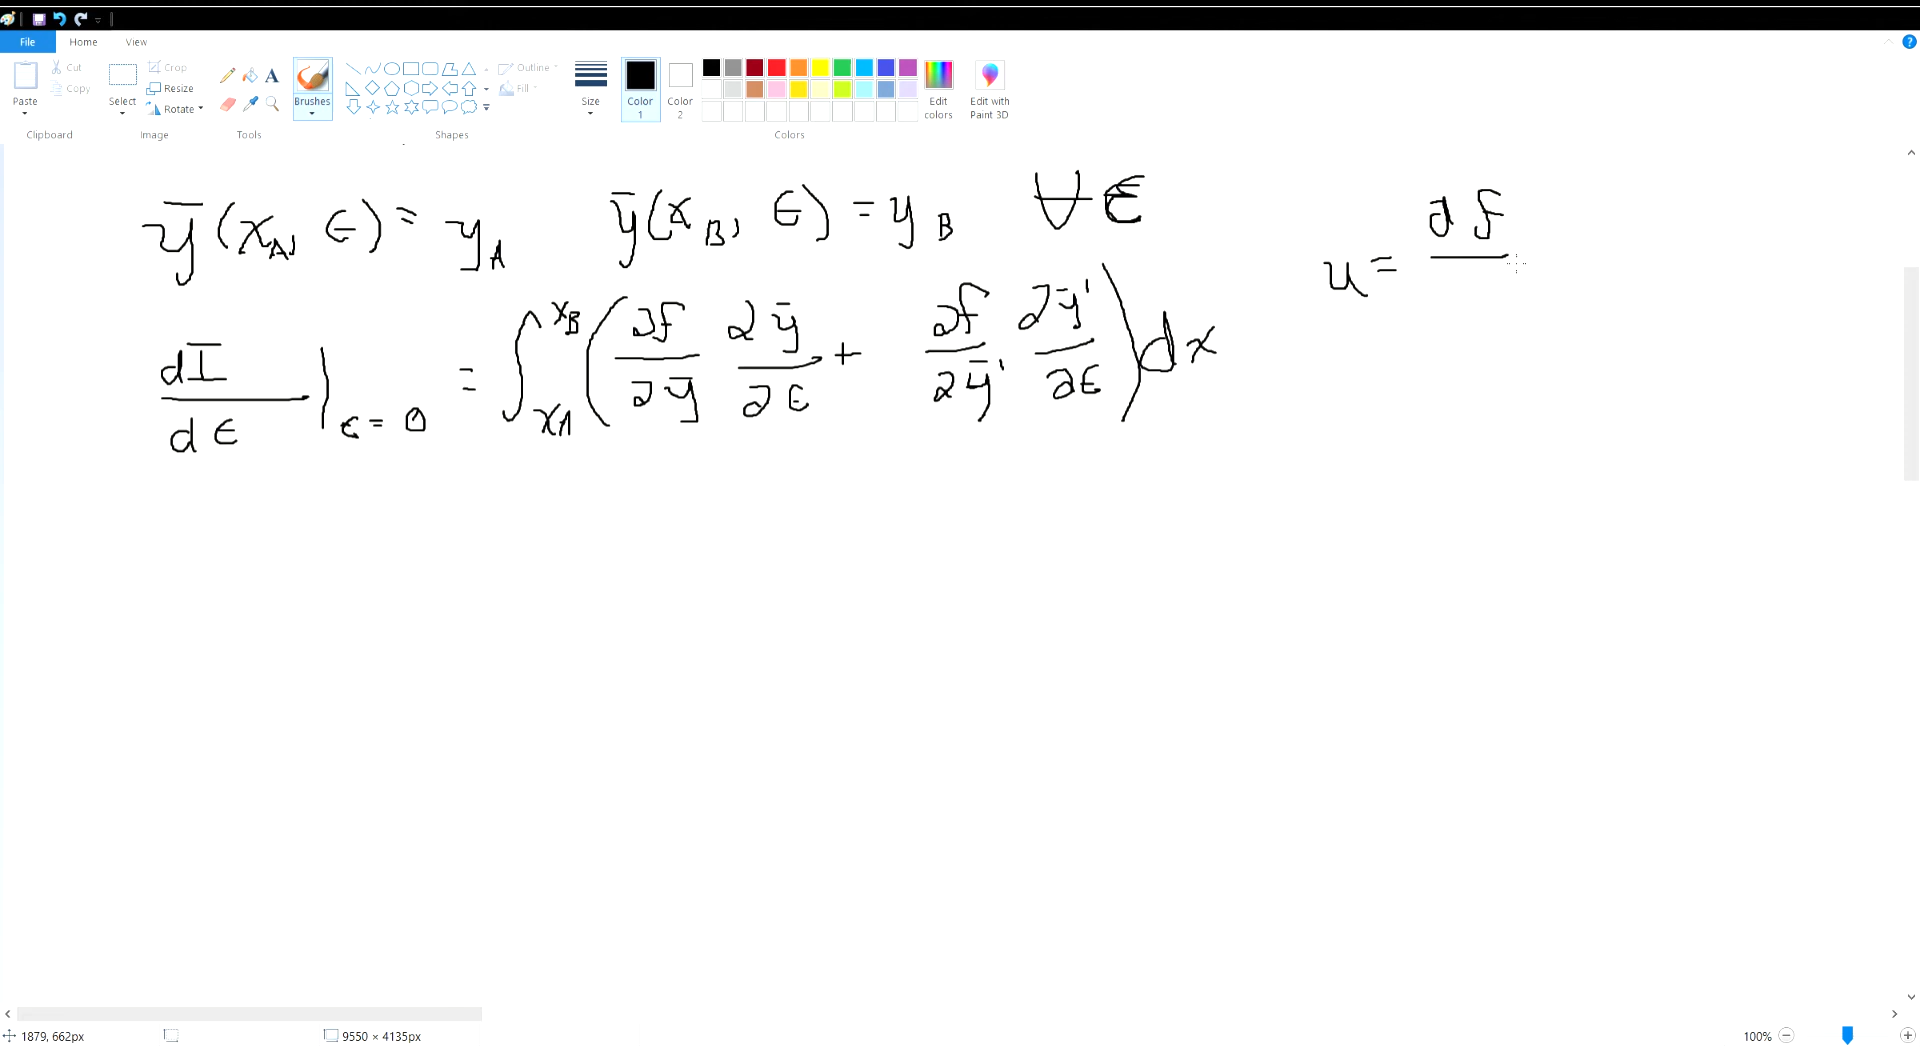 File Home View
Paste Cut Copy Clipboard
Select Crop Resize Rotate Image
Tools
Brushes
Shapes Outline Fill
Size
Color 1 Color 2 Edit colors Edit with Paint 3D
Colors
ȳ(x_A, ϵ) = y_A ȳ(x_B, ϵ) = y_B ∀ϵ
u = ∂f
dI/dϵ |_ϵ=0 = ∫_{x_A}^{x_B} (∂f/∂ȳ ∂ȳ/∂ϵ + ∂f/∂ȳ' ∂ȳ'/∂ϵ) dx
1879, 662px 9550 × 4135px 100%